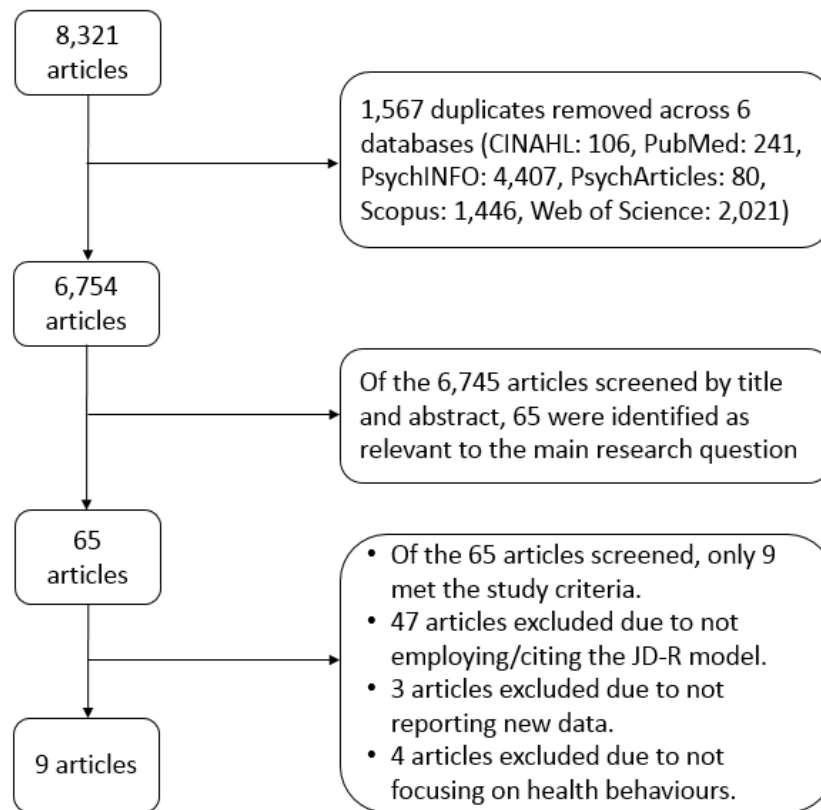 8,321
articles
1,567 duplicates removed across 6
databases (CINAHL: 106, PubMed: 241,
PsychINFO: 4,407, PsychArticles: 80,
Scopus: 1,446, Web of Science: 2,021)
6,754
articles
Of the 6,745 articles screened by title
and abstract, 65 were identified as
relevant to the main research question
65
articles
• Of the 65 articles screened, only 9
met the study criteria.
• 47 articles excluded due to not
employing/citing the JD-R model.
• 3 articles excluded due to not
reporting new data.
• 4 articles excluded due to not
focusing on health behaviours.
9 articles